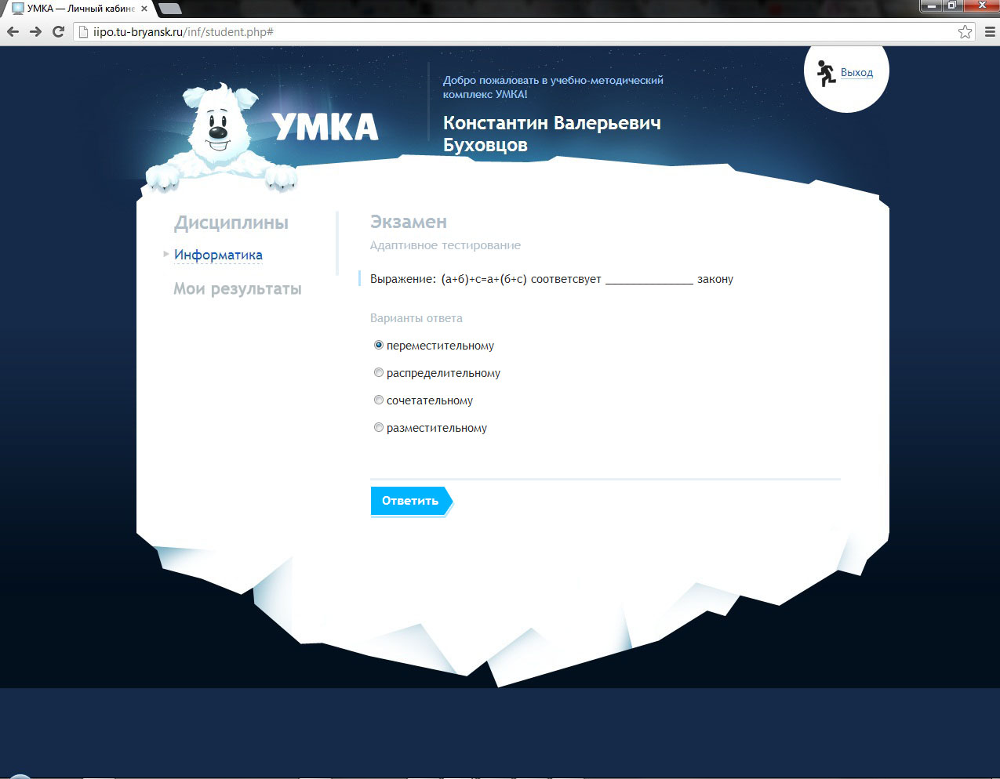 УМКА — Личный кабине
iipo.tu-bryansk.ru/inf/student.php#
Выход
Добро пожаловать в учебно-методический
комплекс УМКА!
УМКА
Константин Валерьевич
Буховцов
Дисциплины
Информатика
Мои результаты
Экзамен
Адаптивное тестирование
Выражение: (а+б)+с=а+(б+с) соответсвует ______________ закону
Варианты ответа
переместительному
распределительному
сочетательному
разместительному
Ответить